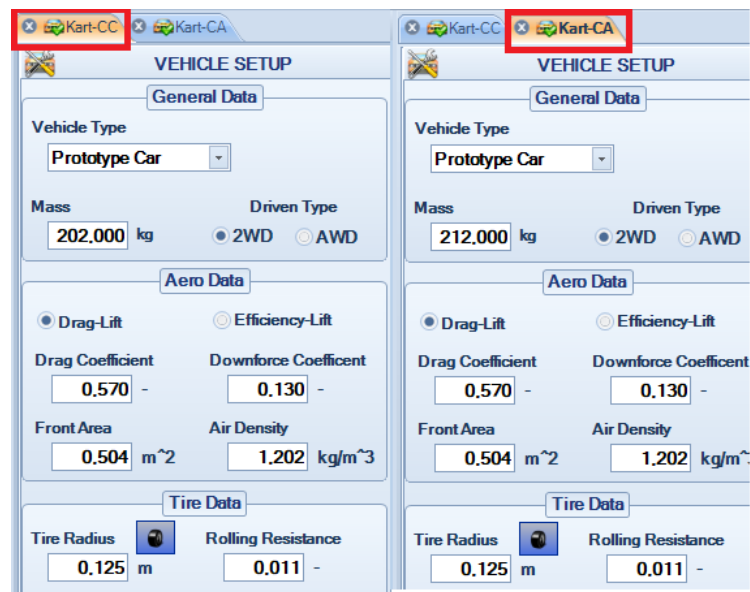 Kart-CC Kart-CA
VEHICLE SETUP
General Data
Vehicle Type
Prototype Car
Mass Driven Type
202,000 kg 2WD AWD
Aero Data
Drag-Lift Efficiency-Lift
Drag Coefficient Downforce Coefficent
0,570 - 0,130 -
Front Area Air Density
0,504 m^2 1,202 kg/m^3
Tire Data
Tire Radius Rolling Resistance
0,125 m 0,011 -
Kart-CC Kart-CA
VEHICLE SETUP
General Data
Vehicle Type
Prototype Car
Mass Driven Type
212,000 kg 2WD AWD
Aero Data
Drag-Lift Efficiency-Lift
Drag Coefficient Downforce Coefficent
0,570 - 0,130 -
Front Area Air Density
0,504 m^2 1,202 kg/m^
Tire Data
Tire Radius Rolling Resistance
0,125 m 0,011 -